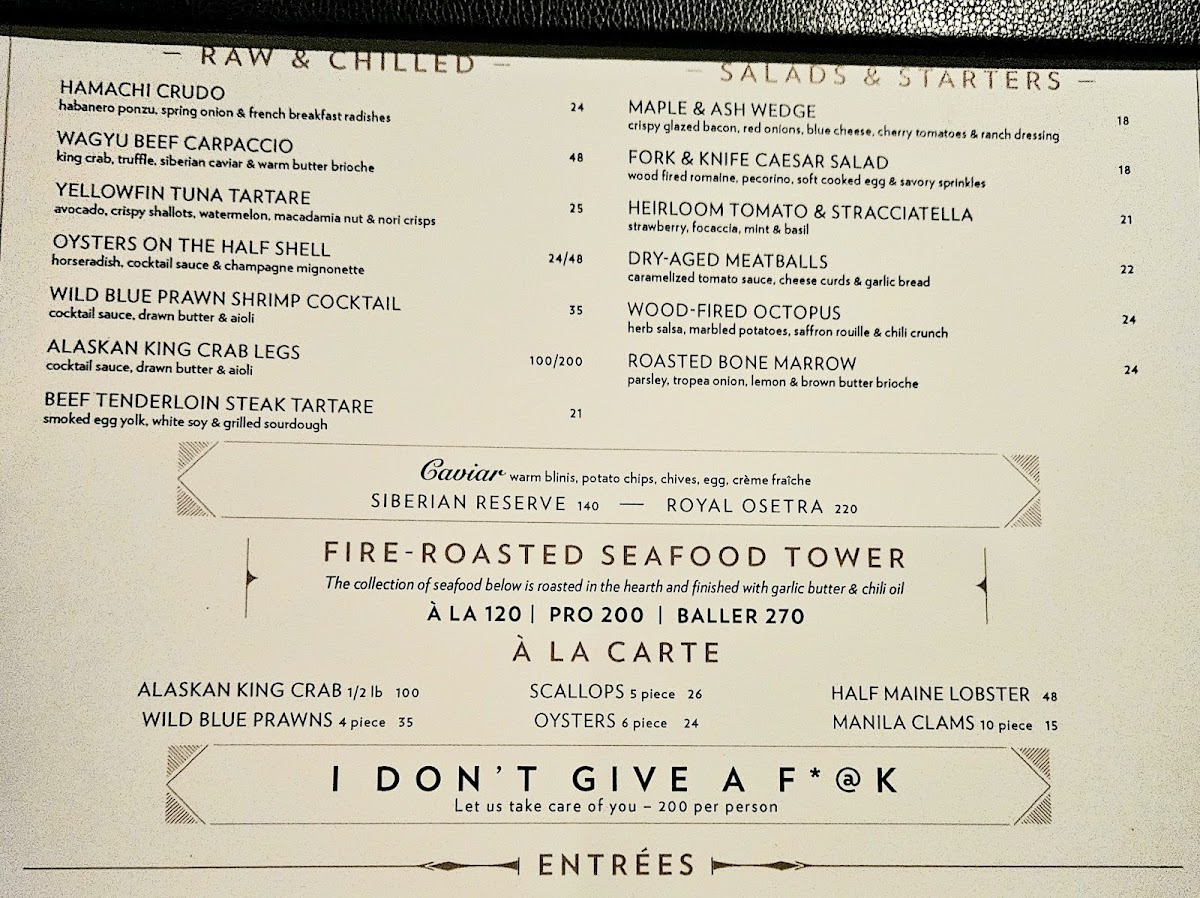 — RAW & CHILLED —
HAMACHI CRUDO
habanero ponzu, spring onion & french breakfast radishes 24
WAGYU BEEF CARPACCIO
king crab, truffle, siberian caviar & warm butter brioche 48
YELLOWFIN TUNA TARTARE
avocado, crispy shallots, watermelon, macadamia nut & nori crisps 25
OYSTERS ON THE HALF SHELL
horseradish, cocktail sauce & champagne mignonette 24/48
WILD BLUE PRAWN SHRIMP COCKTAIL
cocktail sauce, drawn butter & aioli 35
ALASKAN KING CRAB LEGS
cocktail sauce, drawn butter & aioli 100/200
BEEF TENDERLOIN STEAK TARTARE
smoked egg yolk, white soy & grilled sourdough 21
— SALADS & STARTERS —
MAPLE & ASH WEDGE
crispy glazed bacon, red onions, blue cheese, cherry tomatoes & ranch dressing 18
FORK & KNIFE CAESAR SALAD
wood fired romaine, pecorino, soft cooked egg & savory sprinkles 18
HEIRLOOM TOMATO & STRACCIATELLA
strawberry, focaccia, mint & basil 21
DRY-AGED MEATBALLS
caramelized tomato sauce, cheese curds & garlic bread 22
WOOD-FIRED OCTOPUS
herb salsa, marbled potatoes, saffron rouille & chili crunch 24
ROASTED BONE MARROW
parsley, tropea onion, lemon & brown butter brioche 24
Caviar warm blinis, potato chips, chives, egg, crème fraîche
SIBERIAN RESERVE 140 — ROYAL OSETRA 220
FIRE-ROASTED SEAFOOD TOWER
The collection of seafood below is roasted in the hearth and finished with garlic butter & chili oil
À LA 120 | PRO 200 | BALLER 270
À LA CARTE
ALASKAN KING CRAB 1/2 lb 100 SCALLOPS 5 piece 26 HALF MAINE LOBSTER 48
WILD BLUE PRAWNS 4 piece 35 OYSTERS 6 piece 24 MANILA CLAMS 10 piece 15
I DON'T GIVE A F*@K
Let us take care of you – 200 per person
ENTRÉES